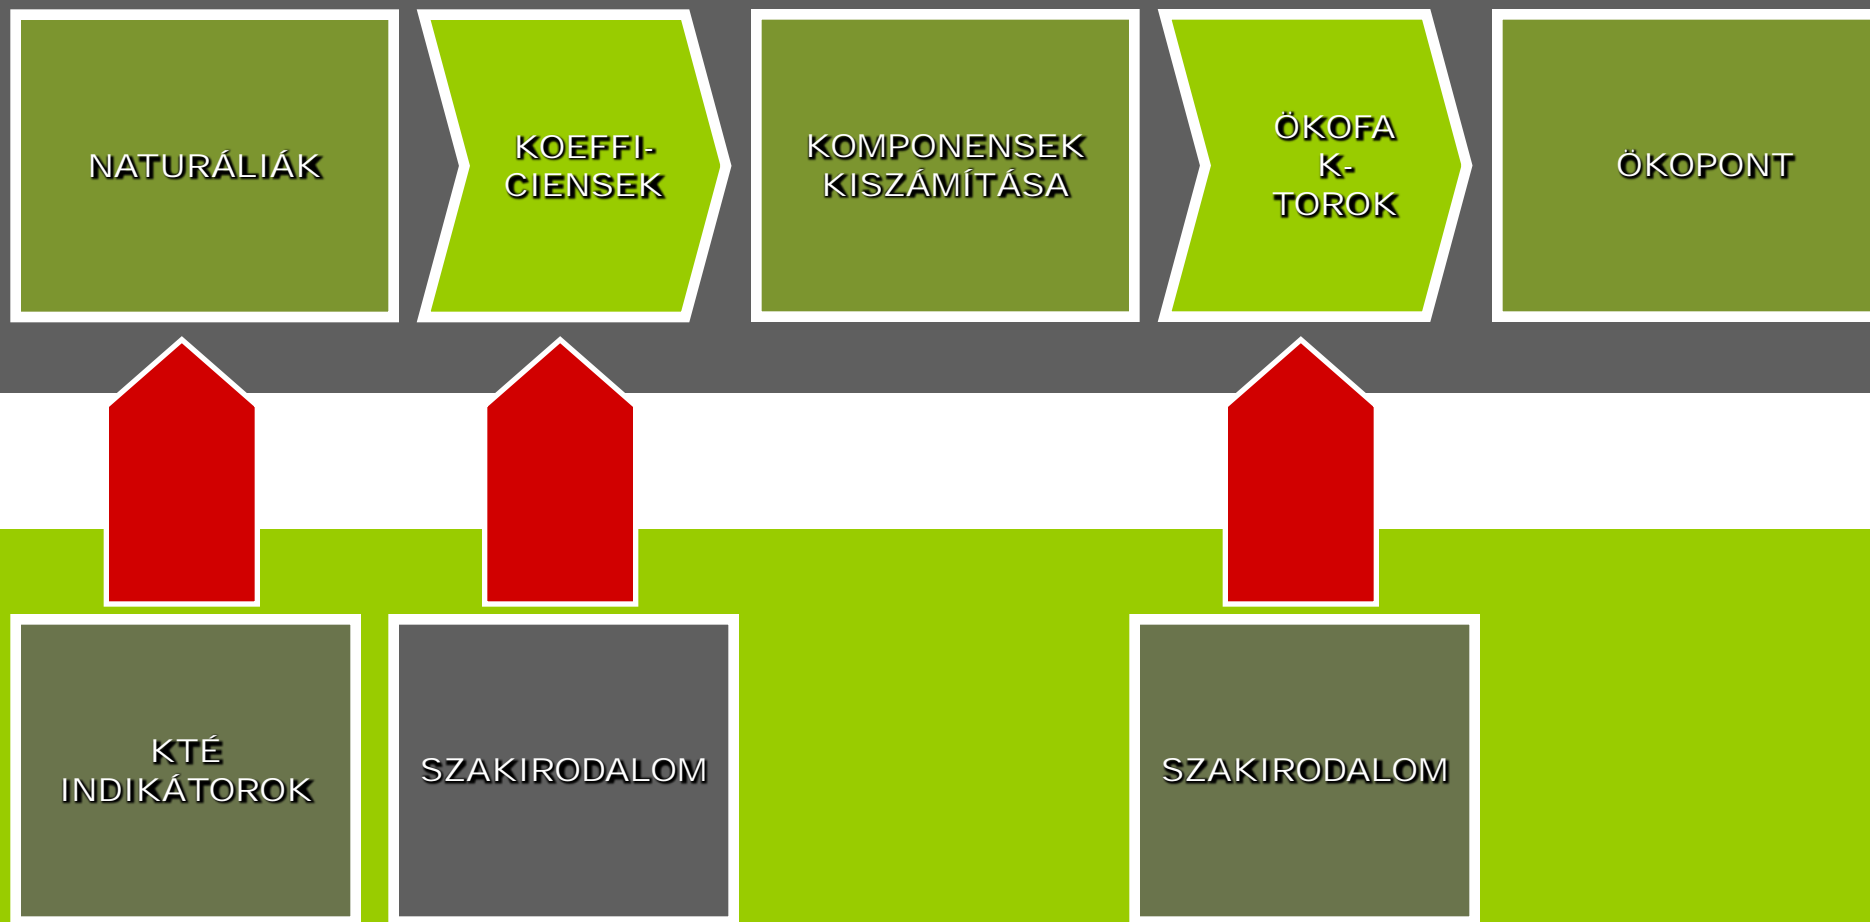 NATURÁLIÁK
KOEFFI-
CIENSEK
KOMPONENSEK
KISZÁMÍTÁSA
ÖKOFA
K-
TOROK
ÖKOPONT
KTÉ
INDIKÁTOROK
SZAKIRODALOM
SZAKIRODALOM